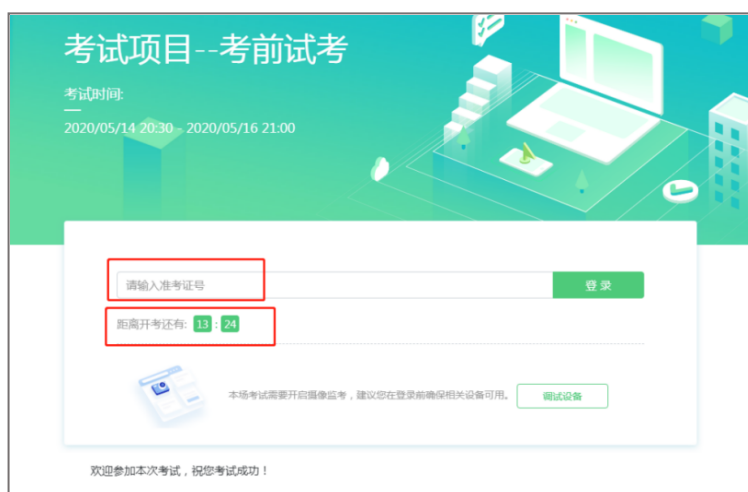 考试项目--考前试考
考试时间:
2020/05/14 20:30 - 2020/05/16 21:00
请输入准考证号
登 录
距离开考还有: 13 : 24
本场考试需要开启摄像监考，建议您在登录前确保相关设备可用。
调试设备
欢迎参加本次考试，祝您考试成功！